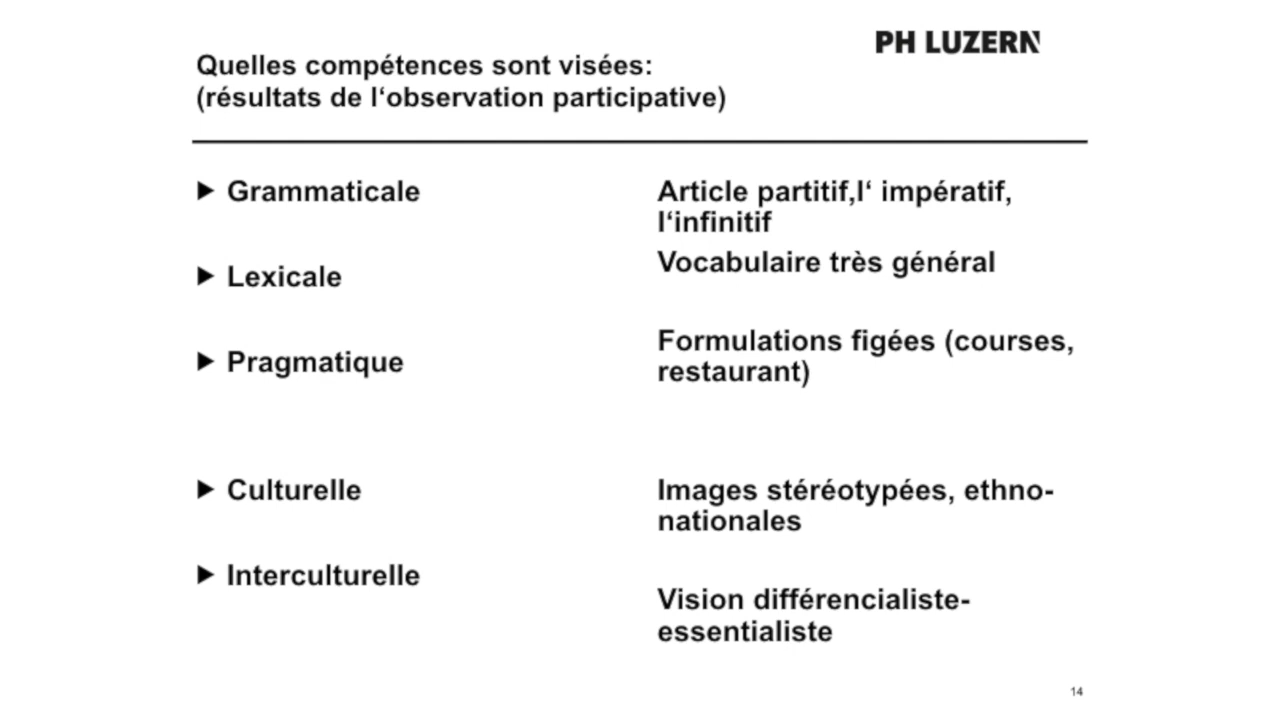 PH LUZERN
Quelles compétences sont visées:
(résultats de l‘observation participative)
▶ Grammaticale
Article partitif,l‘ impératif,
l‘infinitif
▶ Lexicale
Vocabulaire très général
▶ Pragmatique
Formulations figées (courses,
restaurant)
▶ Culturelle
Images stéréotypées, ethno-
nationales
▶ Interculturelle
Vision différencialiste-
essentialiste
14